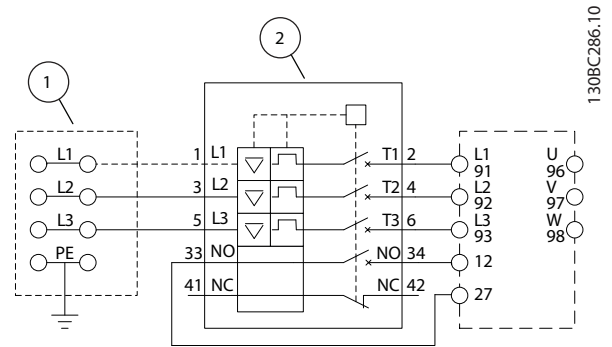 130BC286.10
1
2
L1 1 L1 T1 2 L1 U
91 96
L2 3 L2 T2 4 L2 V
92 97
L3 5 L3 T3 6 L3 W
93 98
PE 33 NO NO 34 12
41 NC NC 42 27